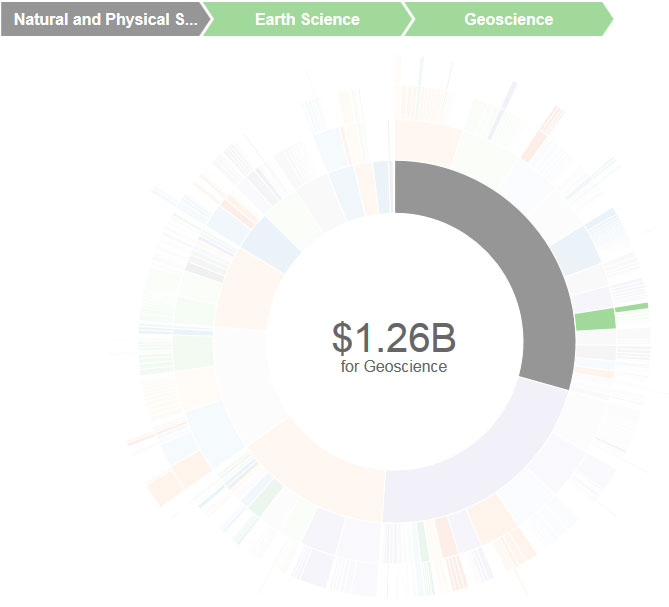 Natural and Physical S...
Earth Science
Geoscience
$1.26B
for Geoscience